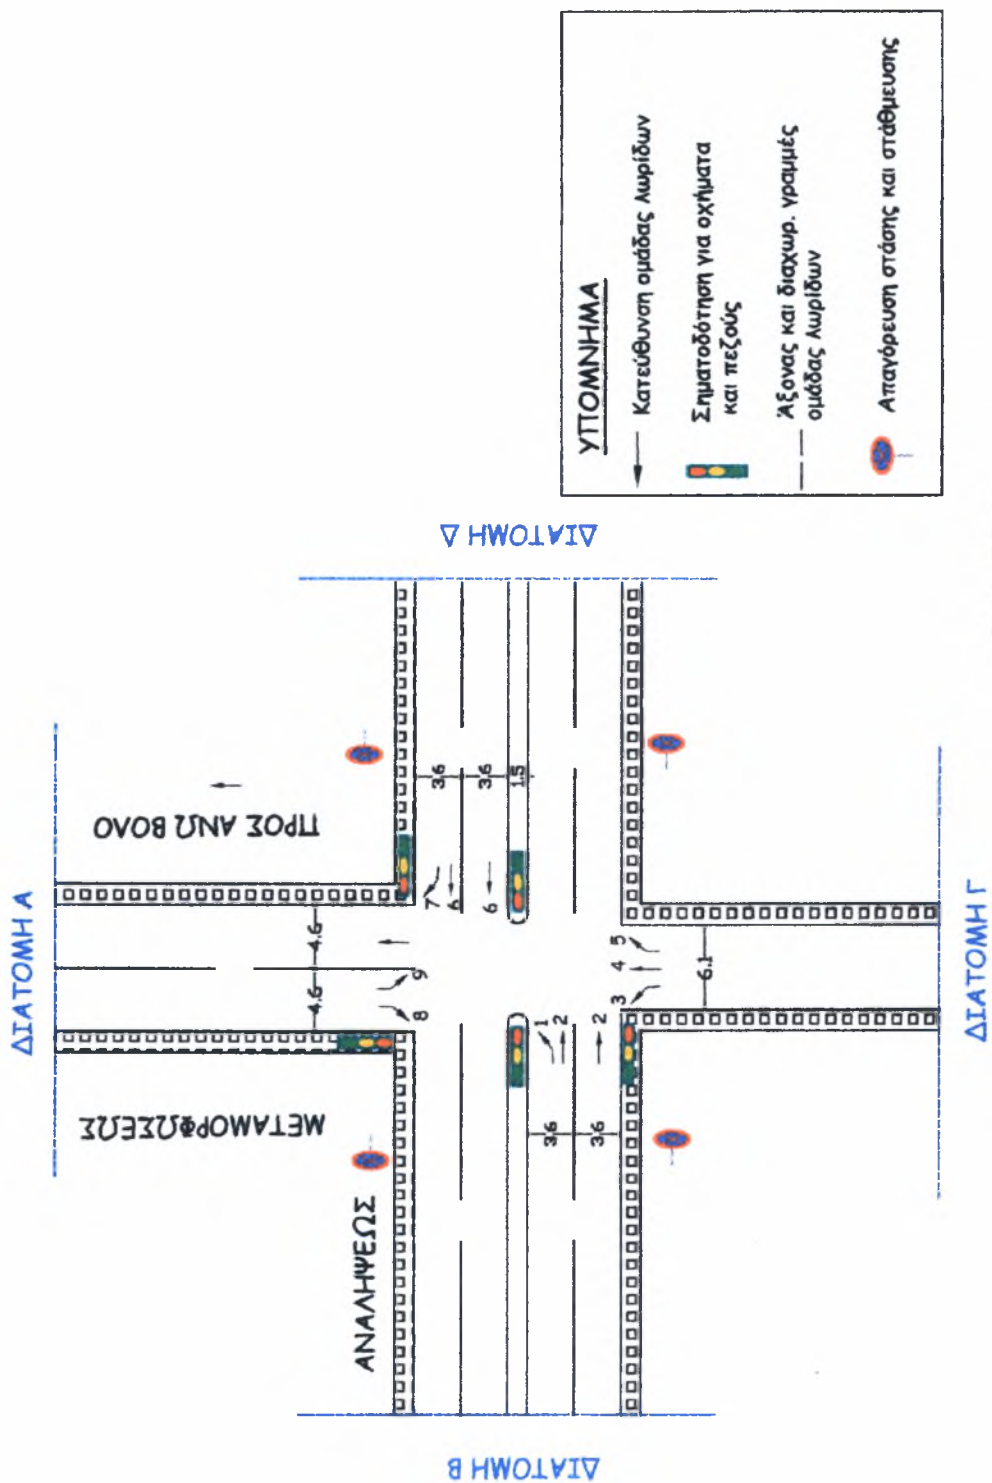 ΔΙΑΤΟΜΗ Α
ΠΡΟΣ ΑΝΩ ΒΟΛΟ
ΜΕΤΑΜΟΡΦΩΣΕΩΣ
ΑΝΑΛΗΨΕΩΣ
4.6
4.6
8
9
7
6
6
3.6
3.6
1.5
1
2
2
3.6
3.6
3
4
5
6.1
ΔΙΑΤΟΜΗ Β
ΔΙΑΤΟΜΗ Δ
ΔΙΑΤΟΜΗ Γ
ΥΠΟΜΝΗΜΑ
Κατεύθυνση ομάδας λωρίδων
Σηματοδότηση για οχήματα
και πεζούς
Άξονας και διαχωρ. γραμμές
ομάδας λωρίδων
Απαγόρευση στάσης και στάθμευσης